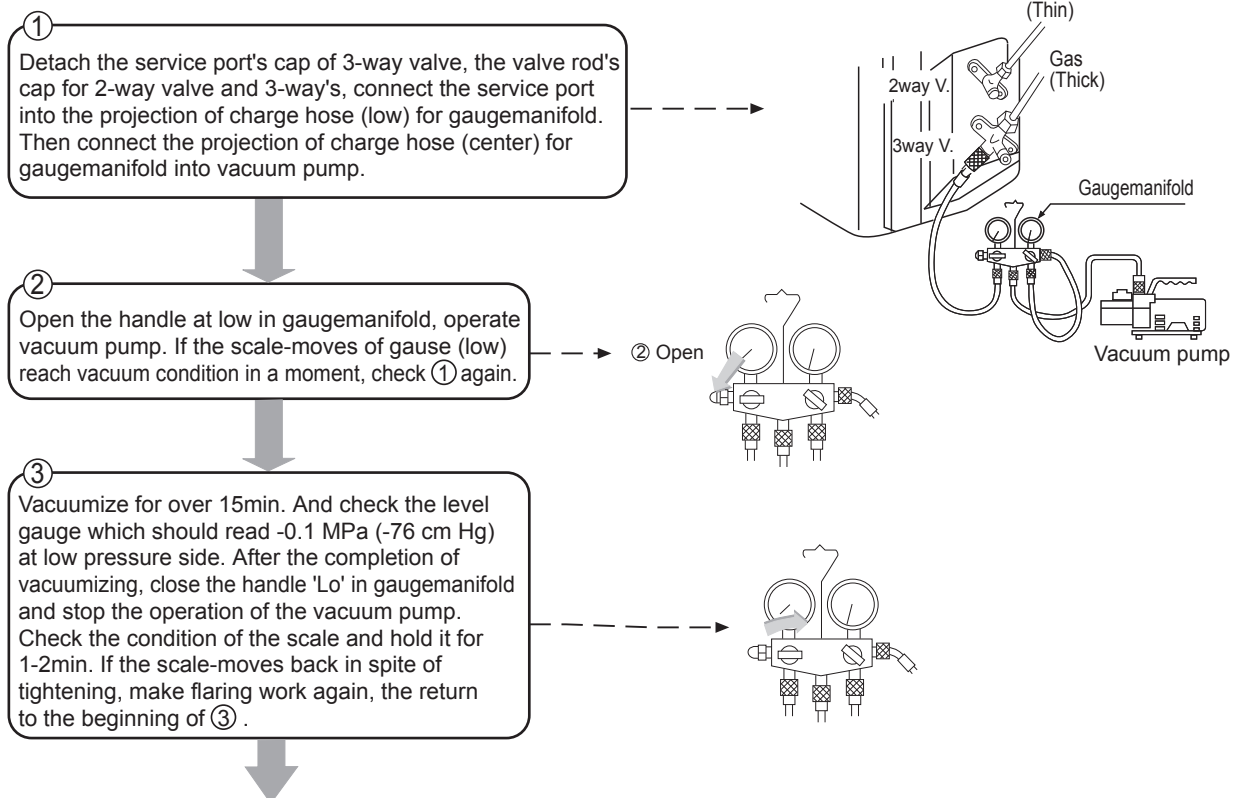 ①
Detach the service port's cap of 3-way valve, the valve rod's
cap for 2-way valve and 3-way's, connect the service port
into the projection of charge hose (low) for gaugemanifold.
Then connect the projection of charge hose (center) for
gaugemanifold into vacuum pump.
(Thin)
Gas
(Thick)
2way V.
3way V.
Gaugemanifold
Vacuum pump
②
Open the handle at low in gaugemanifold, operate
vacuum pump. If the scale-moves of gause (low)
reach vacuum condition in a moment, check ① again.
② Open
③
Vacuumize for over 15min. And check the level
gauge which should read -0.1 MPa (-76 cm Hg)
at low pressure side. After the completion of
vacuumizing, close the handle 'Lo' in gaugemanifold
and stop the operation of the vacuum pump.
Check the condition of the scale and hold it for
1-2min. If the scale-moves back in spite of
tightening, make flaring work again, the return
to the beginning of ③ .